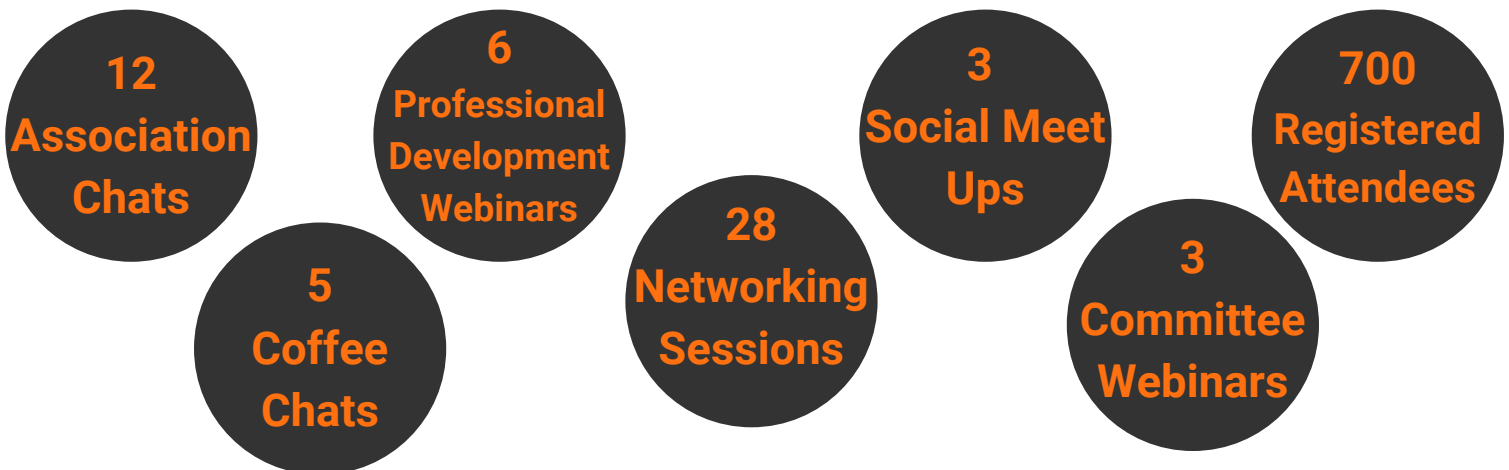 12
Association
Chats
5
Coffee
Chats
6
Professional
Development
Webinars
28
Networking
Sessions
3
Social Meet
Ups
3
Committee
Webinars
700
Registered
Attendees